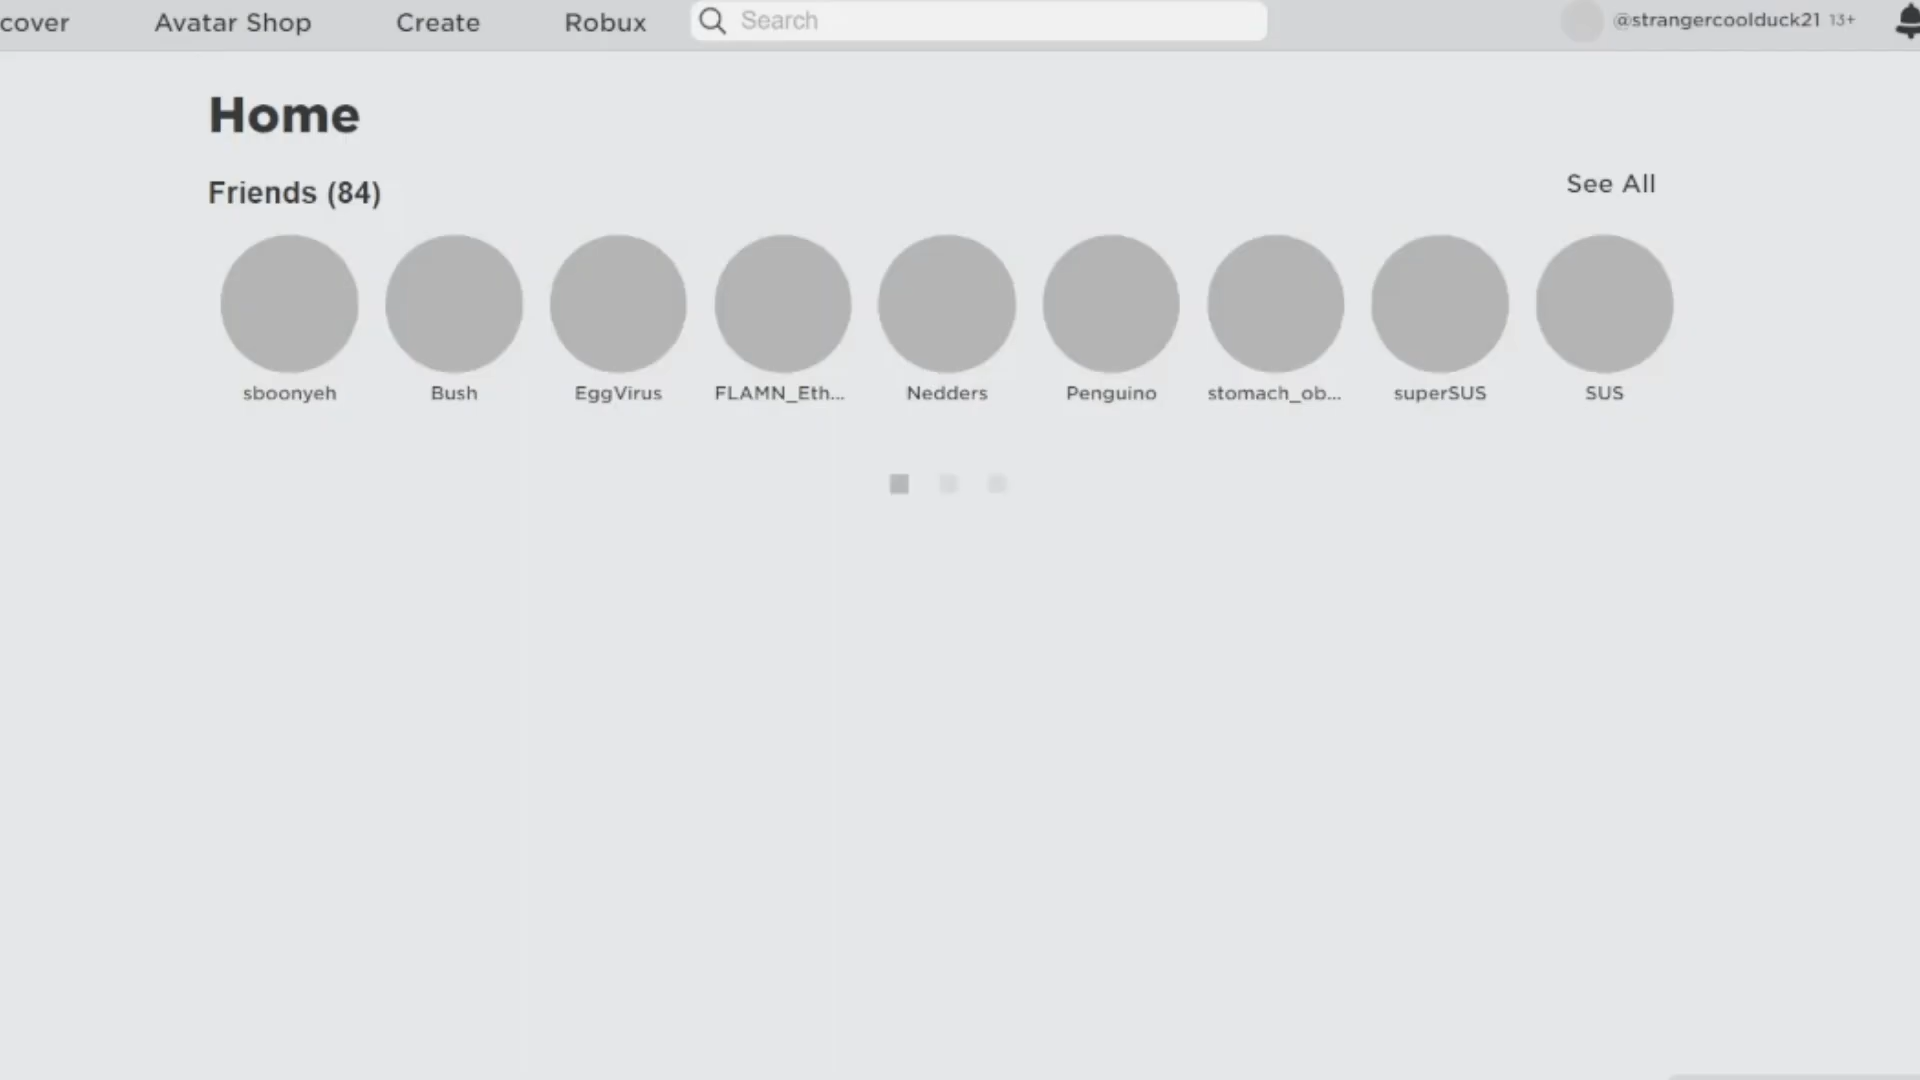 cover Avatar Shop Create Robux Search @strangercoolduck21 13+
Home
Friends (84) See All
sboonyeh Bush EggVirus FLAMN_Eth... Nedders Penguino stomach_ob... superSUS SUS